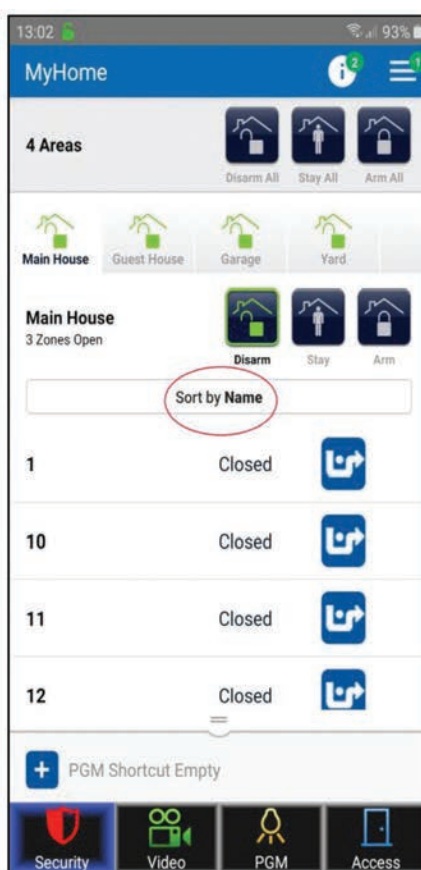 13:02 93%
MyHome 2 1
4 Areas
Disarm All Stay All Arm All
Main House Guest House Garage Yard
Main House
3 Zones Open
Disarm Stay Arm
Sort by Name
1 Closed
10 Closed
11 Closed
12 Closed
PGM Shortcut Empty
Security Video PGM Access